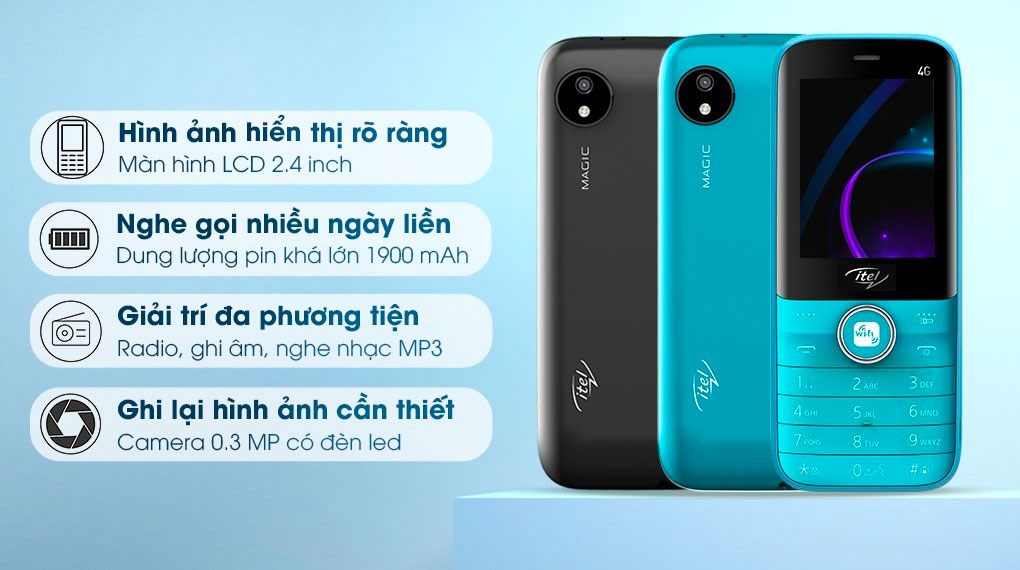 Hình ảnh hiển thị rõ ràng
Màn hình LCD 2.4 inch
Nghe gọi nhiều ngày liền
Dung lượng pin khá lớn 1900 mAh
Giải trí đa phương tiện
Radio, ghi âm, nghe nhạc MP3
Ghi lại hình ảnh cần thiết
Camera 0.3 MP có đèn led
MAGIC
itel
MAGIC
itel
4G
itel
wifi
1 2 ABC 3 DEF
4 GHI 5 JKL 6 MNO
7 PQRS 8 TUV 9 WXYZ
* 0 #